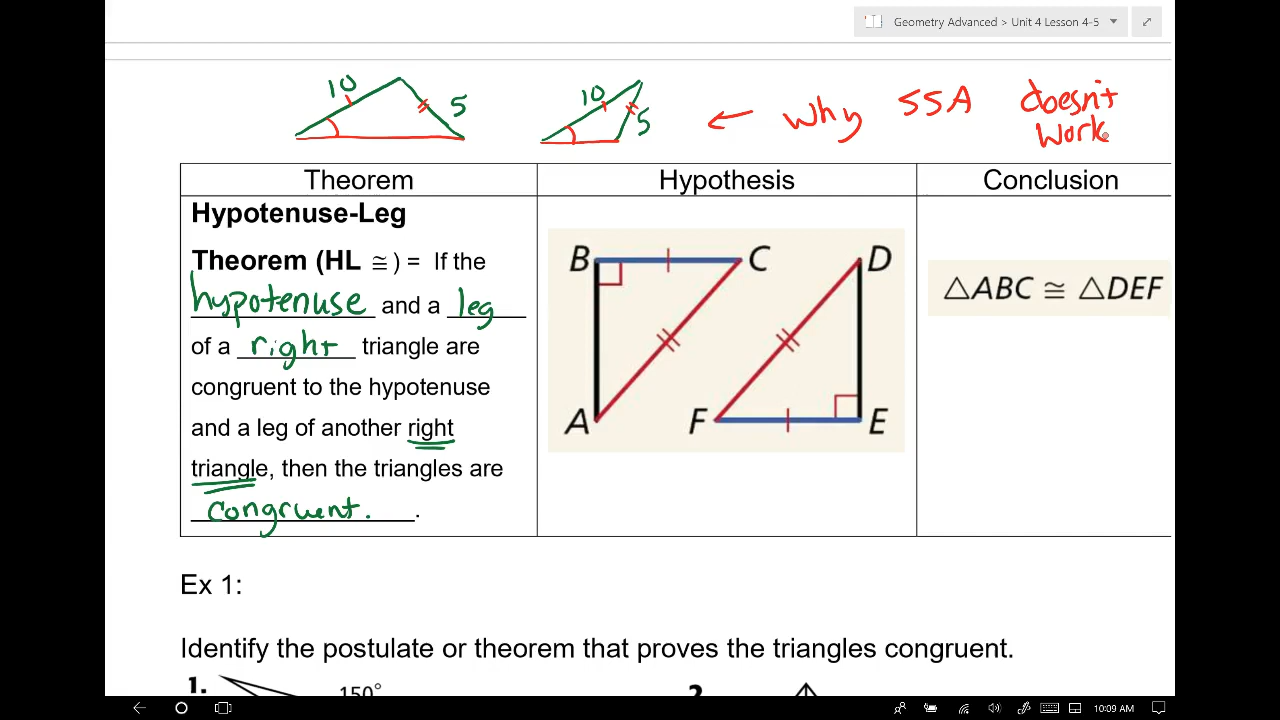 Geometry Advanced > Unit 4 Lesson 4-5
10 5 10 5 ← Why SSA doesn't
Work
Theorem Hypothesis Conclusion
Hypotenuse-Leg
Theorem (HL ≅) = If the
hypotenuse and a leg
of a right triangle are
congruent to the hypotenuse
and a leg of another right
triangle, then the triangles are
congruent. .
B C D
A F E
△ABC ≅ △DEF
Ex 1:
Identify the postulate or theorem that proves the triangles congruent.
1. 150° 2
10:09 AM